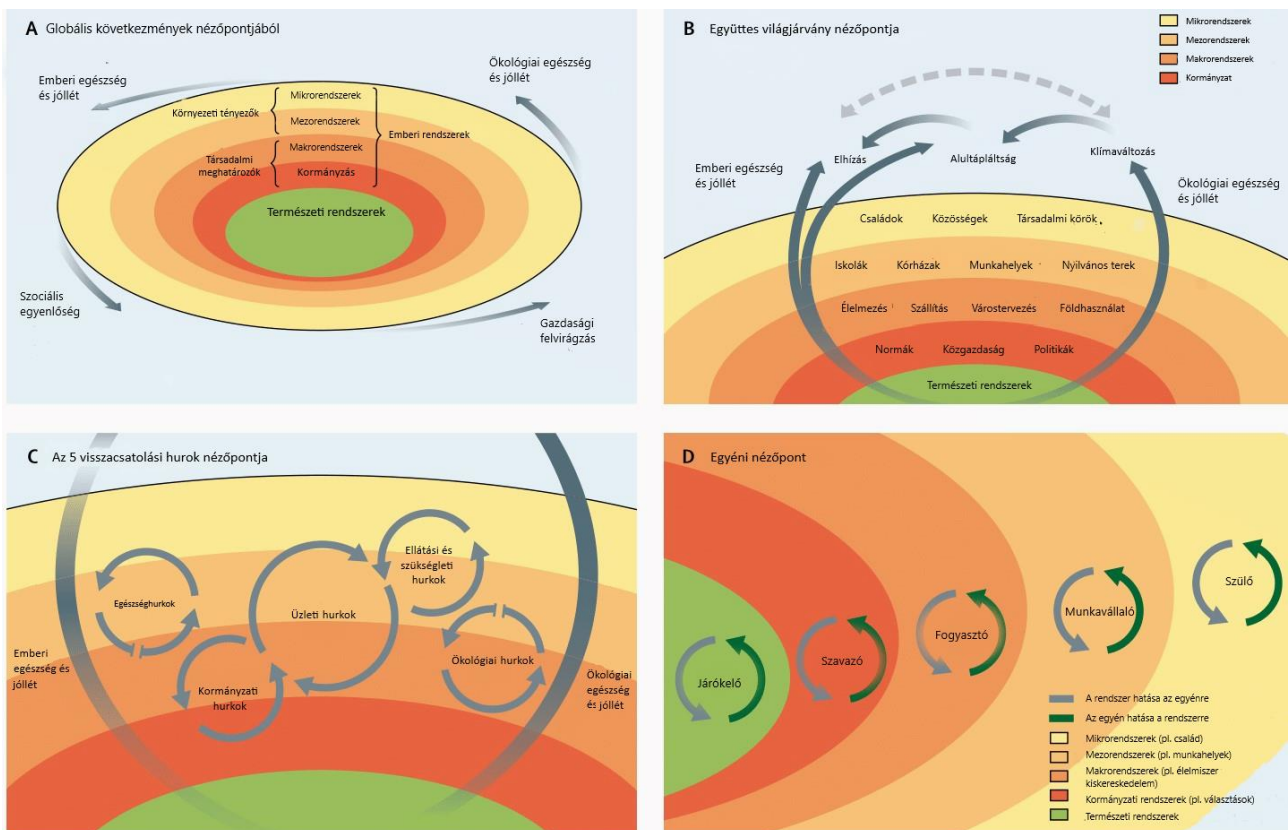 A Globális következmények nézőpontjából
Emberi egészség
és jóllét
Ökológiai egészség
és jóllét
Környezeti tényezők
Mikrorendszerek
Mezorendszerek
Emberi rendszerek
Társadalmi
meghatározók
Makrorendszerek
Kormányzás
Természeti rendszerek
Szociális
egyenlőség
Gazdasági
felvirágzás
B Együttes világjárvány nézőpontja
Mikrorendszerek
Mezorendszerek
Makrorendszerek
Kormányzat
Elhízás
Alultápláltság
Klímaváltozás
Emberi egészség
és jóllét
Ökológiai egészség
és jóllét
Családok Közösségek Társadalmi körök
Iskolák Kórházak Munkahelyek Nyilvános terek
Élelmezés Szállítás Várostervezés Földhasználat
Normák Közgazdaság Politikák
Természeti rendszerek
C Az 5 visszacsatolási hurok nézőpontja
Ellátási és
szükségleti
hurkok
Egészséghurkok
Üzleti hurkok
Emberi
egészség és
jóllét
Kormányzati
hurkok
Ökológiai hurkok
Ökológiai
egészség
és jóllét
D Egyéni nézőpont
Szülő
Munkavállaló
Fogyasztó
Szavazó
Járókelő
A rendszer hatása az egyénre
Az egyén hatása a rendszerre
Mikrorendszerek (pl. család)
Mezorendszerek (pl. munkahelyek)
Makrorendszerek (pl. élelmiszer
kiskereskedelem)
Kormányzati rendszerek (pl. választások)
Természeti rendszerek